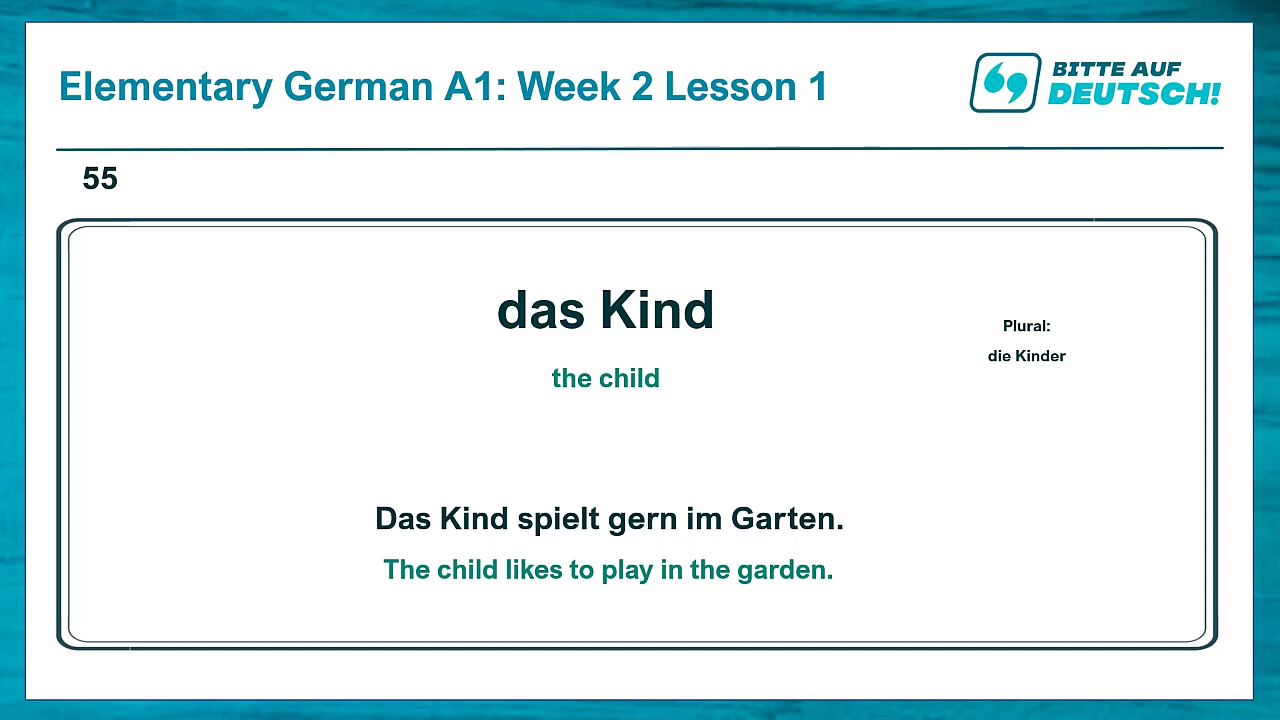 Elementary German A1: Week 2 Lesson 1
BITTE AUF
DEUTSCH!
55
das Kind
the child
Plural:
die Kinder
Das Kind spielt gern im Garten.
The child likes to play in the garden.